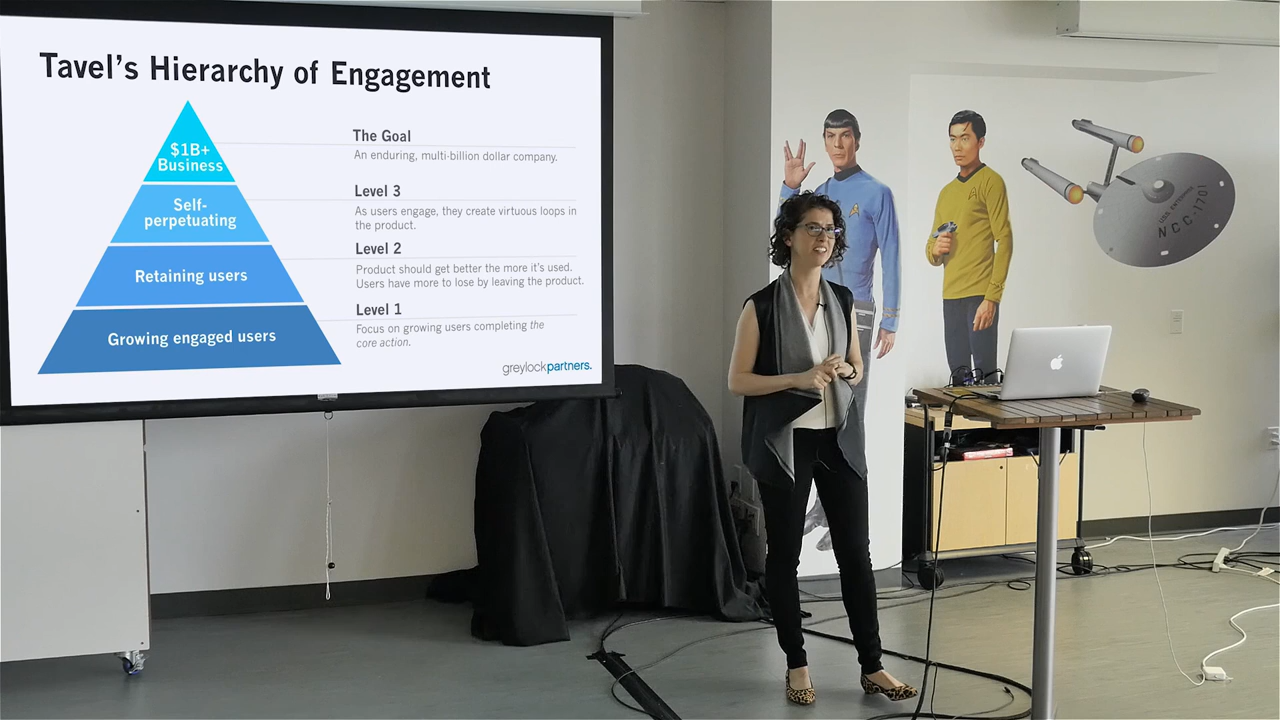 Tavel's Hierarchy of Engagement
$1B+
Business
Self-
perpetuating
Retaining users
Growing engaged users
The Goal
An enduring, multi-billion dollar company.
Level 3
As users engage, they create virtuous loops in
the product.
Level 2
Product should get better the more it's used.
Users have more to lose by leaving the product.
Level 1
Focus on growing users completing the
core action.
greylockpartners.
U.S.S. ENTERPRISE
NCC-1701